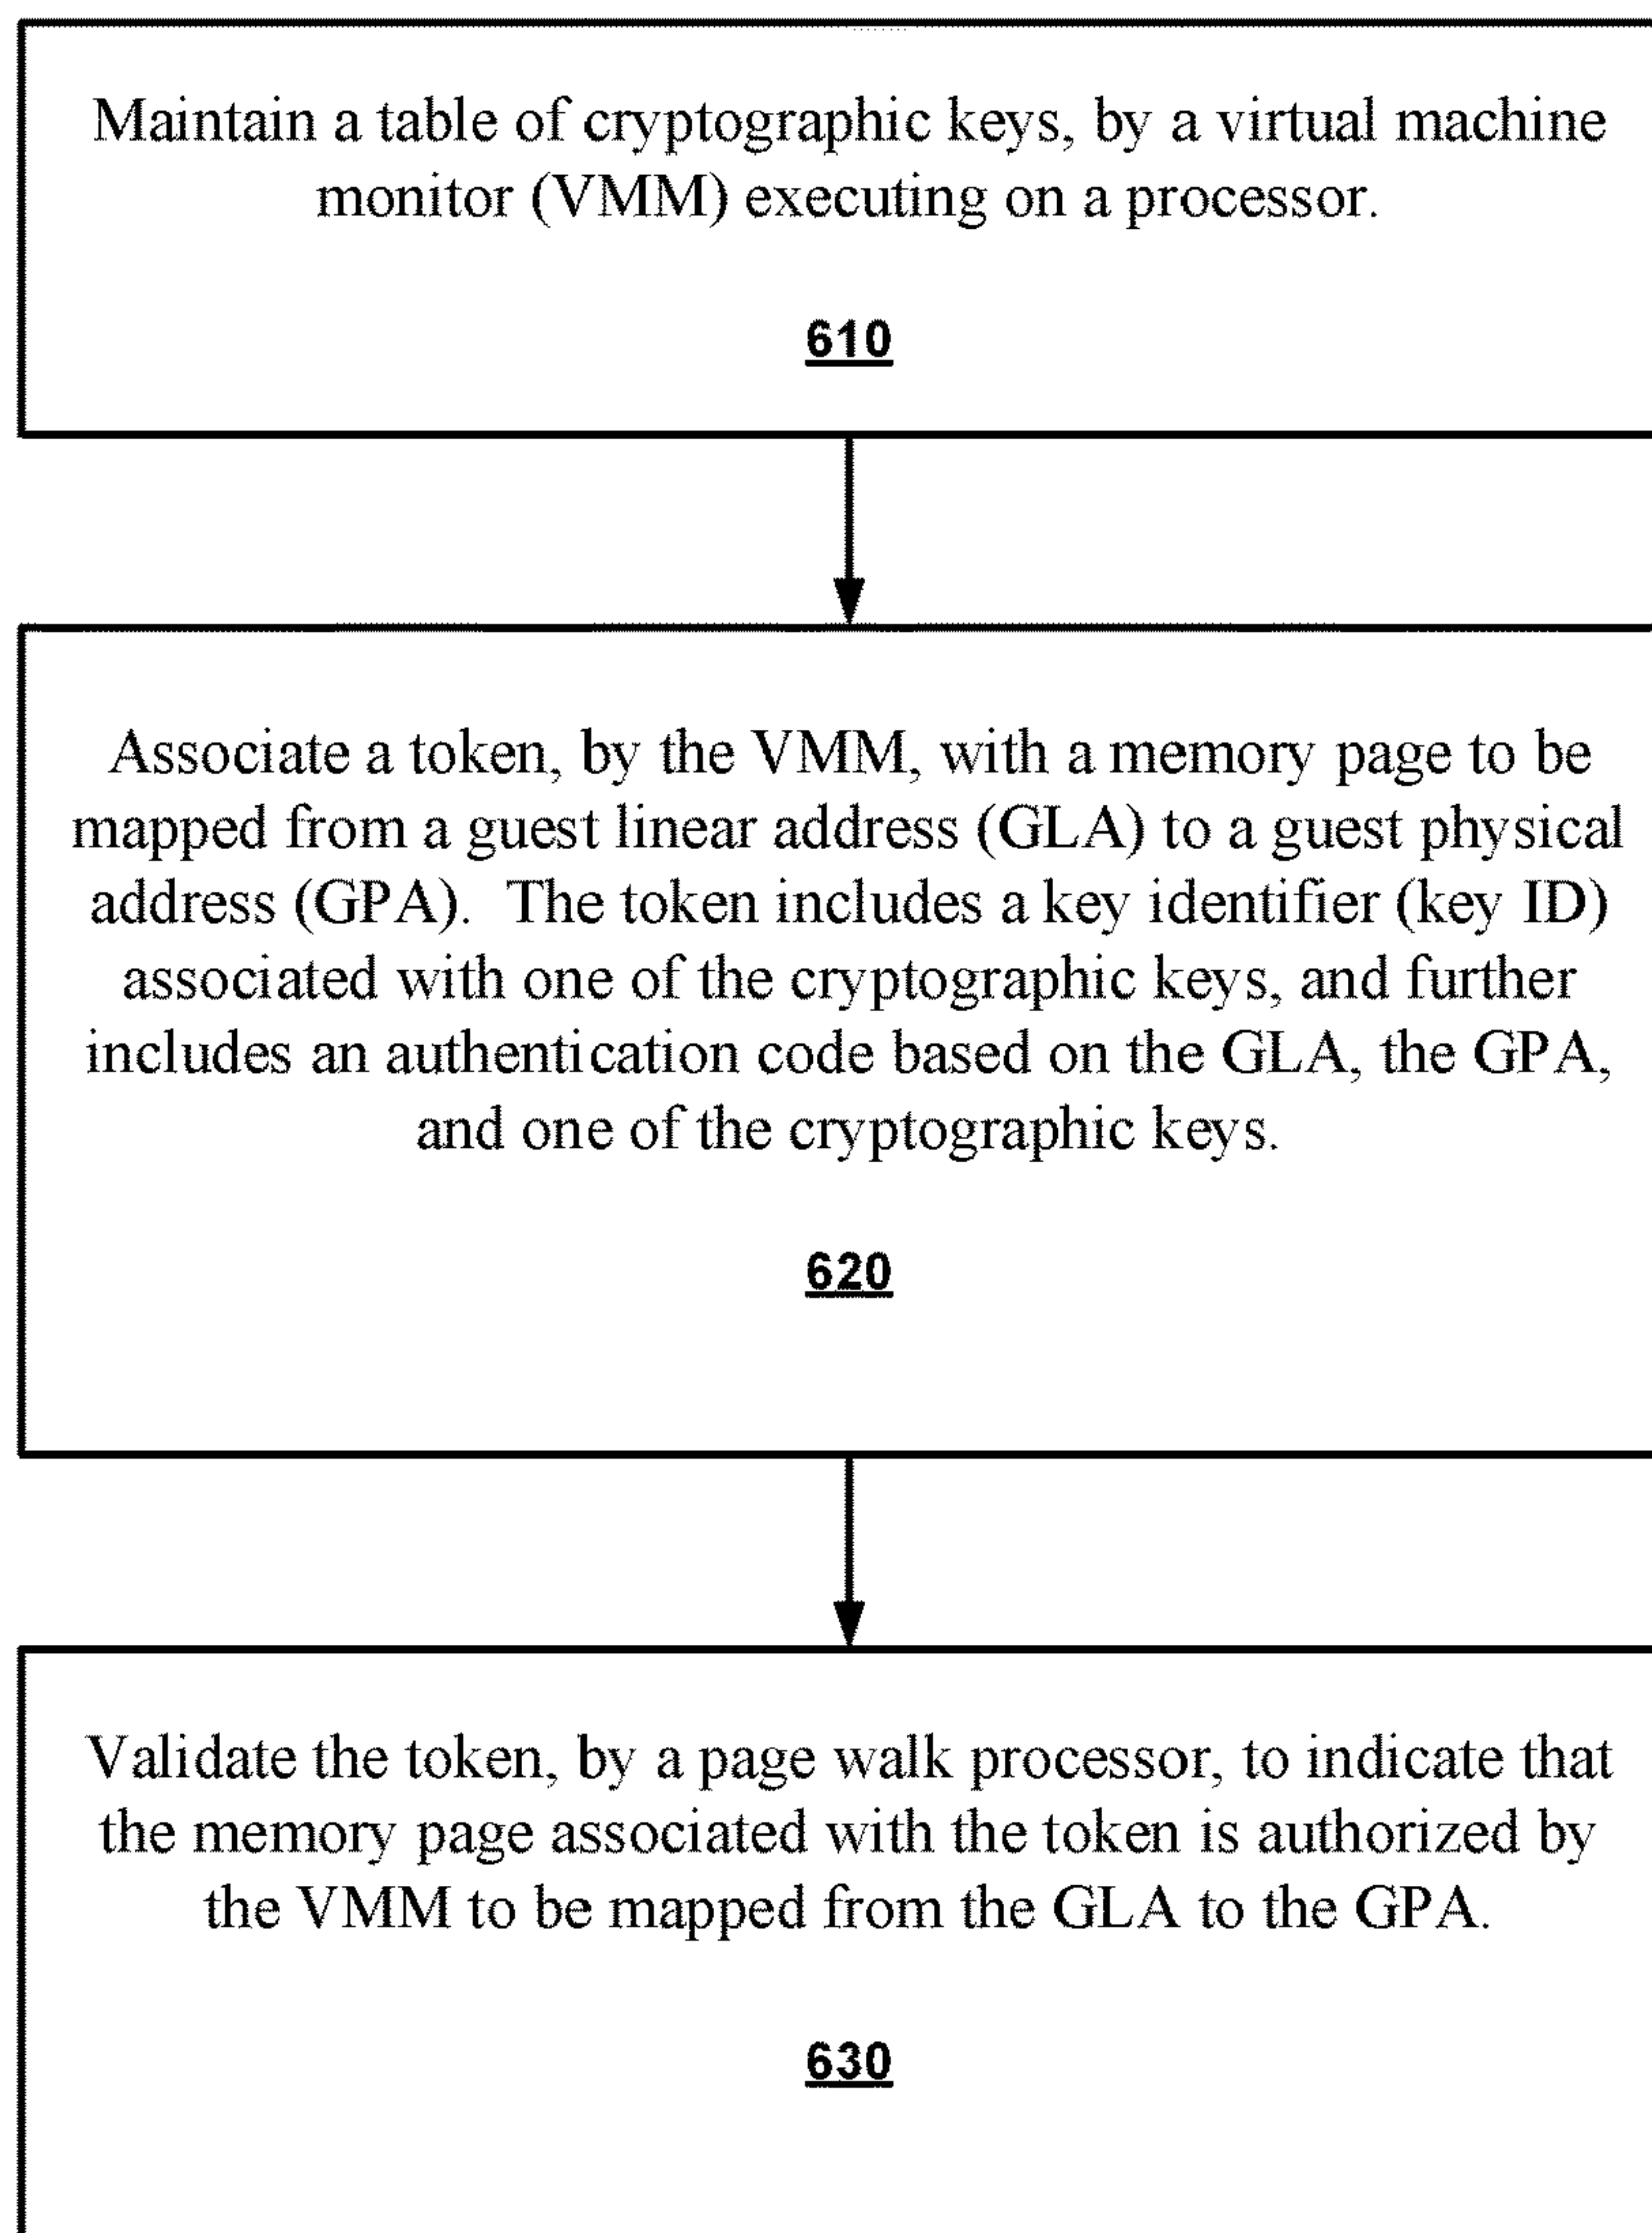 Maintain a table of cryptographic keys, by a virtual machine
monitor (VMM) executing on a processor.
610
Associate a token, by the VMM, with a memory page to be
mapped from a guest linear address (GLA) to a guest physical
address (GPA).  The token includes a key identifier (key ID)
associated with one of the cryptographic keys, and further
includes an authentication code based on the GLA, the GPA,
and one of the cryptographic keys.
620
Validate the token, by a page walk processor, to indicate that
the memory page associated with the token is authorized by
the VMM to be mapped from the GLA to the GPA.
630